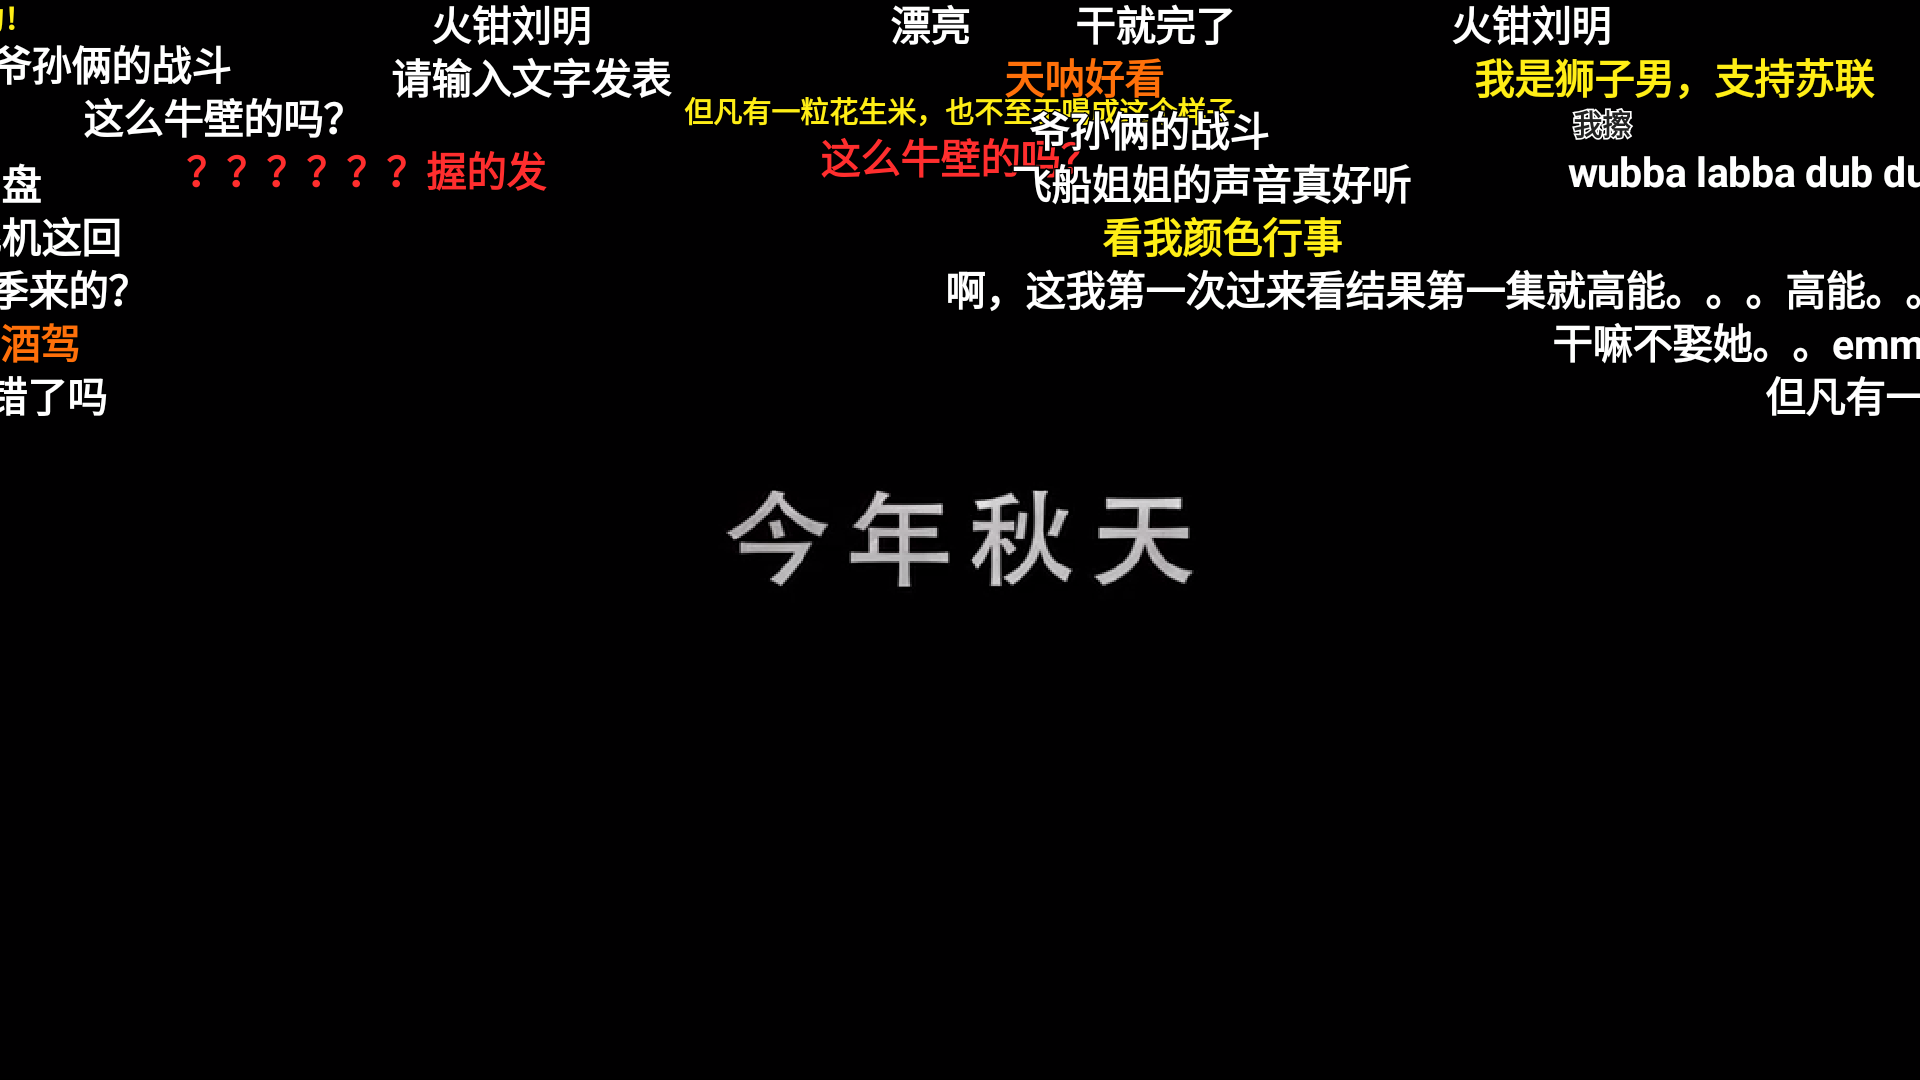 火钳刘明
漂亮
干就完了
火钳刘明
爷孙俩的战斗
请输入文字发表
天呐好看
我是狮子男，支持苏联
这么牛壁的吗？
但凡有一粒花生米，也不至于喝成这个样子
爷孙俩的战斗
我擦
？？？？？？握的发
这么牛壁的吗？
飞船姐姐的声音真好听
wubba labba dub du
盘
机这回
看我颜色行事
季来的？
啊，这我第一次过来看结果第一集就高能。。。高能。。
酒驾
干嘛不娶她。。emm
错了吗
但凡有一
今年秋天